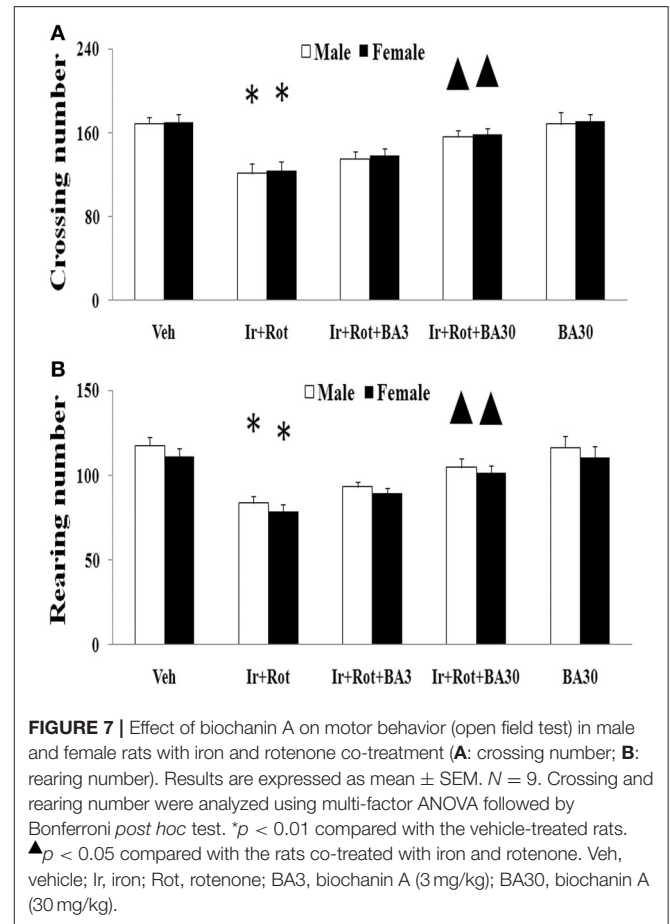 A
Crossing number
240
160
80
0
□ Male ■ Female
* *
▲ ▲
Veh Ir+Rot Ir+Rot+BA3 Ir+Rot+BA30 BA30
B
Rearing number
150
100
50
0
□ Male ■ Female
* *
▲ ▲
Veh Ir+Rot Ir+Rot+BA3 Ir+Rot+BA30 BA30
FIGURE 7 | Effect of biochanin A on motor behavior (open field test) in male
and female rats with iron and rotenone co-treatment (A: crossing number; B:
rearing number). Results are expressed as mean ± SEM. N = 9. Crossing and
rearing number were analyzed using multi-factor ANOVA followed by
Bonferroni post hoc test. *p < 0.01 compared with the vehicle-treated rats.
▲p < 0.05 compared with the rats co-treated with iron and rotenone. Veh,
vehicle; Ir, iron; Rot, rotenone; BA3, biochanin A (3 mg/kg); BA30, biochanin A
(30 mg/kg).